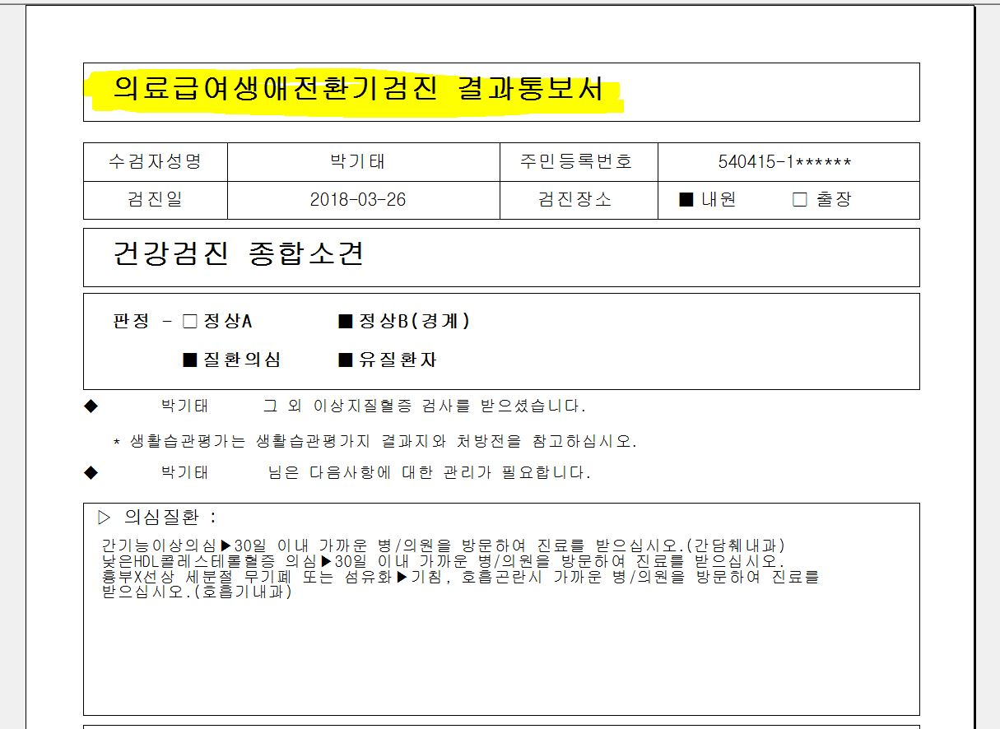 의료급여생애전환기검진 결과통보서
수검자성명 박기태 주민등록번호 540415-1******
검진일 2018-03-26 검진장소 ■ 내원 □ 출장
건강검진 종합소견
판정 - □ 정상A ■ 정상B(경계)
■ 질환의심 ■ 유질환자
◆ 박기태 그 외 이상지질혈증 검사를 받으셨습니다.
* 생활습관평가는 생활습관평가지 결과지와 처방전을 참고하십시오.
◆ 박기태 님은 다음사항에 대한 관리가 필요합니다.
▷ 의심질환 :
간기능이상의심▶30일 이내 가까운 병/의원을 방문하여 진료를 받으십시오.(간담췌내과)
낮은HDL콜레스테롤혈증 의심▶30일 이내 가까운 병/의원을 방문하여 진료를 받으십시오.
흉부X선상 세분절 무기폐 또는 섬유화▶기침, 호흡곤란시 가까운 병/의원을 방문하여 진료를
받으십시오.(호흡기내과)